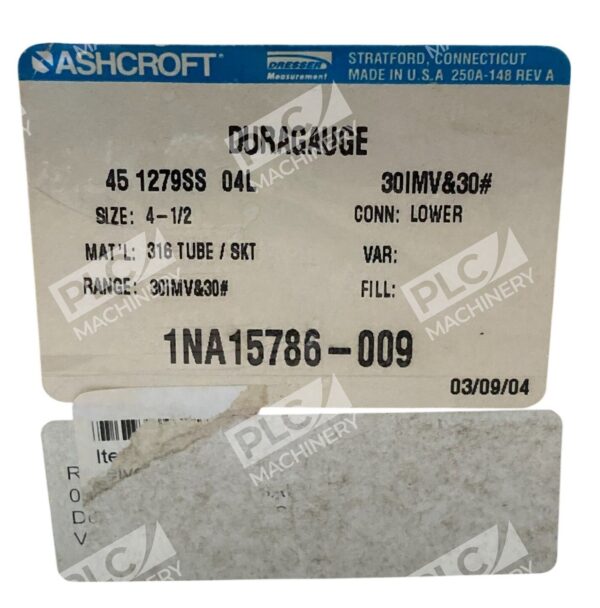 ASHCROFT
DRESSER
Measurement
STRATFORD, CONNECTICUT
MADE IN U.S.A 250A-148 REV A
DURAGAUGE
45 1279SS 04L 30IMV&30#
SIZE: 4-1/2 CONN: LOWER
MAT'L: 316 TUBE / SKT VAR:
RANGE: 30IMV&30# FILL:
1NA15786-009
03/09/04
PLC MACHINERY